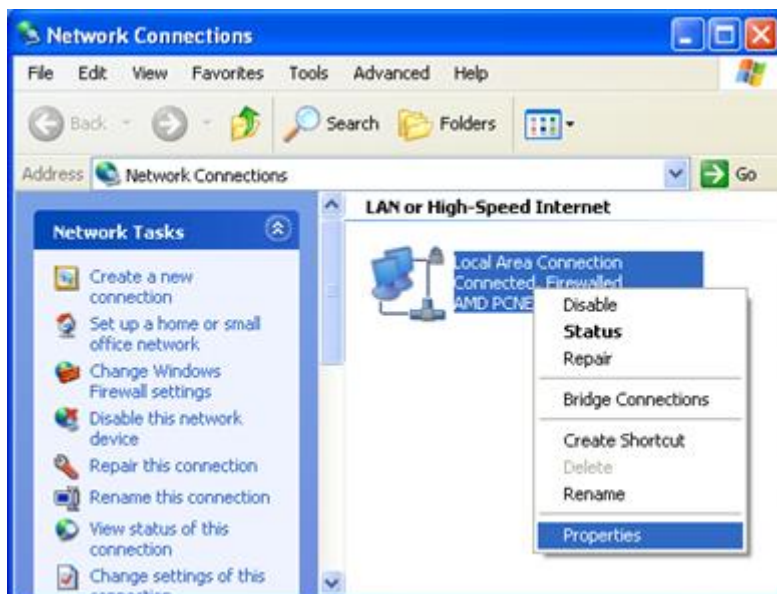 Network Connections
File Edit View Favorites Tools Advanced Help
Back Search Folders
Address Network Connections Go
Network Tasks
Create a new
connection
Set up a home or small
office network
Change Windows
Firewall settings
Disable this network
device
Repair this connection
Rename this connection
View status of this
connection
Change settings of this
connection
LAN or High-Speed Internet
Local Area Connection
Connected, Firewalled
AMD PCNE
Disable
Status
Repair
Bridge Connections
Create Shortcut
Delete
Rename
Properties